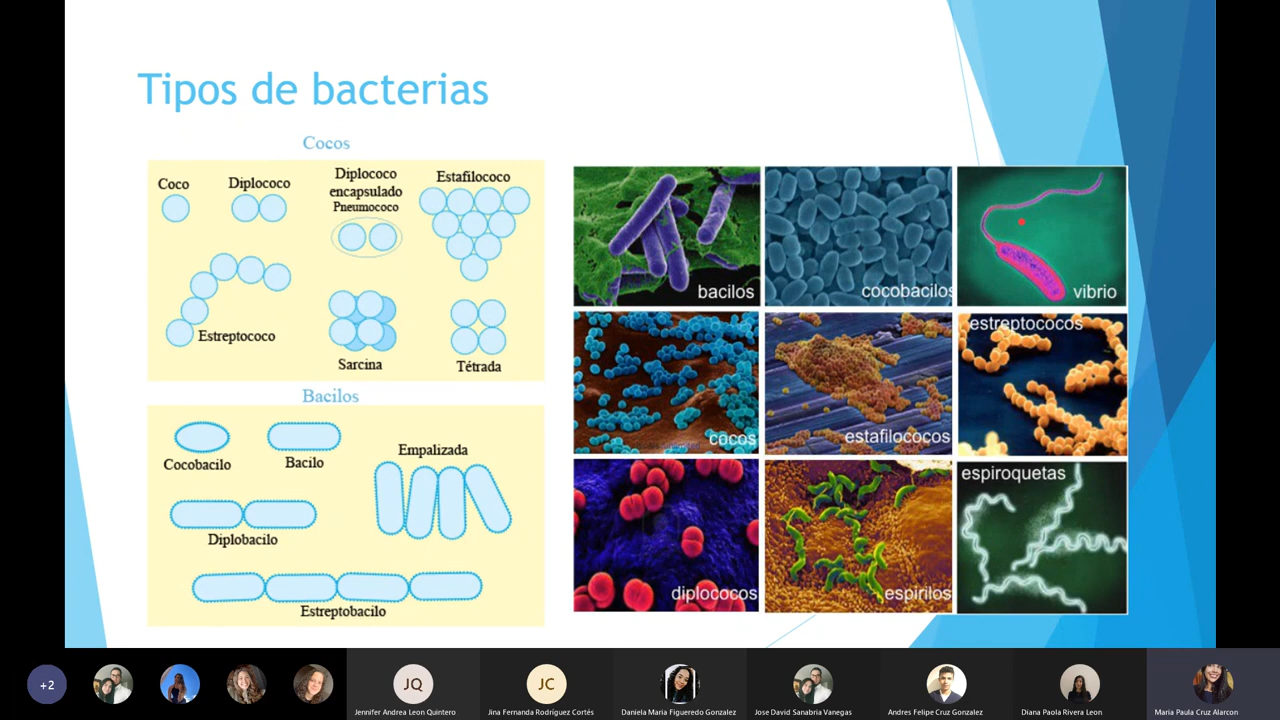 Tipos de bacterias
Cocos
Coco
Diplococo
Diplococo
encapsulado
Pneumococo
Estafilococo
Estreptococo
Sarcina
Tétrada
Bacilos
Cocobacilo
Bacilo
Empalizada
Diplobacilo
Estreptobacilo
bacilos
cocobacilos
vibrio
cocos
estafilococos
estreptococos
diplococos
espirilos
espiroquetas
+2
JQ
Jennifer Andrea Leon Quintero
JC
Jina Fernanda Rodríguez Cortés
Daniela Maria Figueredo Gonzalez
Jose David Sanabria Vanegas
Andres Felipe Cruz Gonzalez
Diana Paola Rivera Leon
Maria Paula Cruz Alarcon